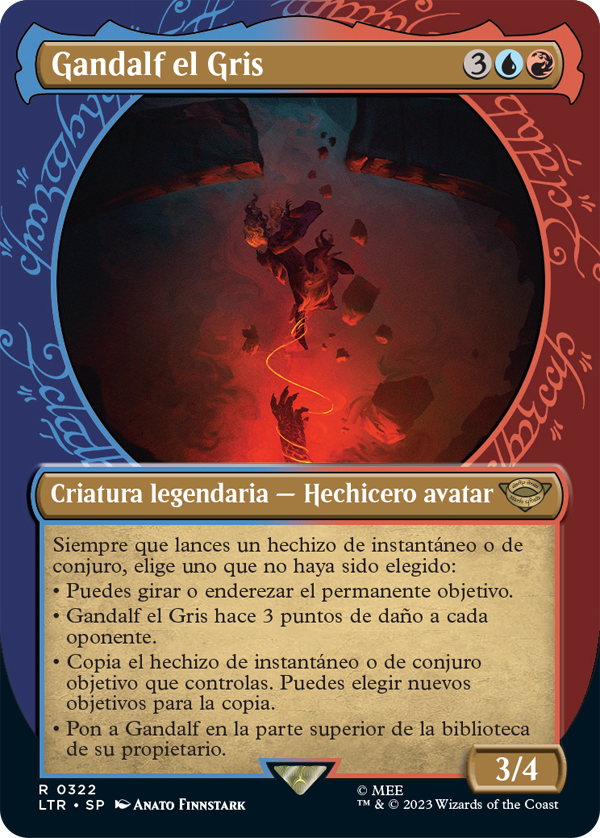 Gandalf el Gris 3
Criatura legendaria — Hechicero avatar
Siempre que lances un hechizo de instantáneo o de
conjuro, elige uno que no haya sido elegido:
• Puedes girar o enderezar el permanente objetivo.
• Gandalf el Gris hace 3 puntos de daño a cada
oponente.
• Copia el hechizo de instantáneo o de conjuro
objetivo que controlas. Puedes elegir nuevos
objetivos para la copia.
• Pon a Gandalf en la parte superior de la biblioteca
de su propietario.
3/4
R 0322
LTR • SP ANATO FINNSTARK
© MEE
™ & © 2023 Wizards of the Coast